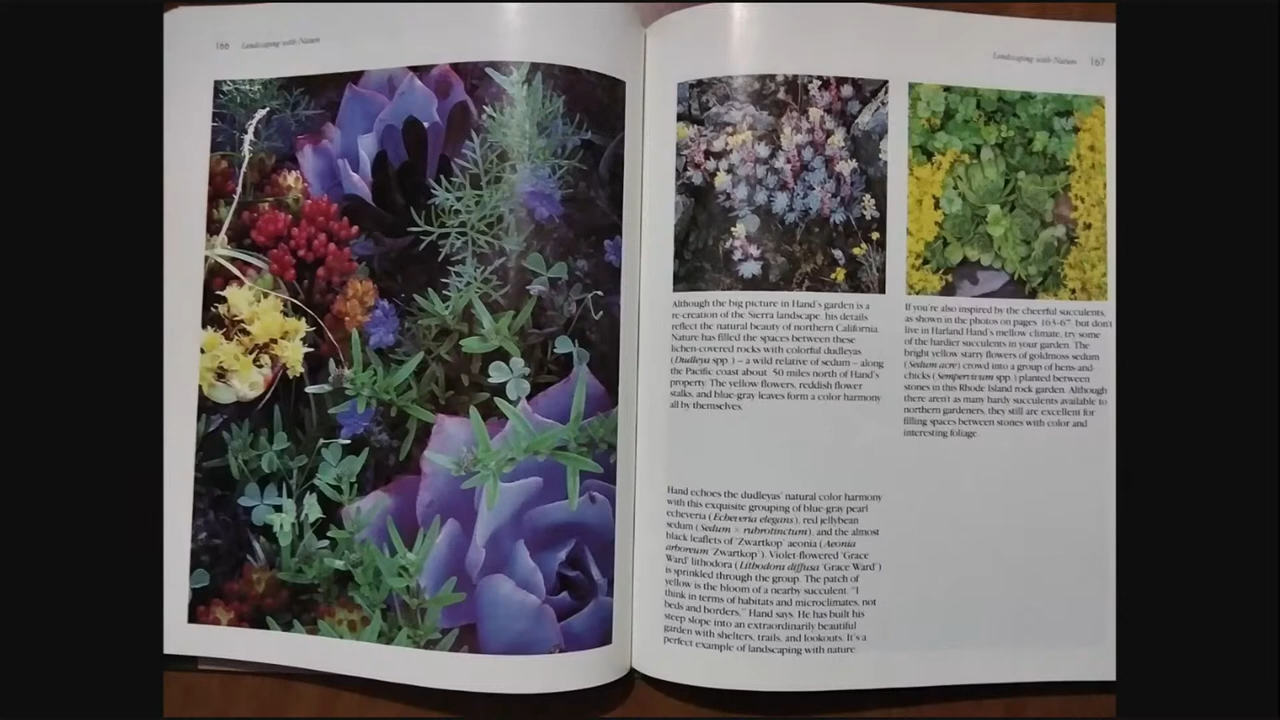 166 Landscaping with Nature
Landscaping with Nature 167
Although the big picture in Hand's garden is a
re-creation of the Sierra landscape, his details
reflect the natural beauty of northern California.
Nature has filled the spaces between these
lichen-covered rocks with colorful dudleyas
(Dudleya spp.) – a wild relative of sedum – along
the Pacific coast about 50 miles north of Hand's
property. The yellow flowers, reddish flower
stalks, and blue-gray leaves form a color harmony
all by themselves.
If you're also inspired by the cheerful succulents,
as shown in the photos on pages 163-67, but don't
live in Harland Hand's mellow climate, try some
of the hardier succulents in your garden. The
bright yellow starry flowers of goldmoss sedum
(Sedum acre) crowd into a group of hens-and-
chicks (Sempervivum spp.) planted between
stones in this Rhode Island rock garden. Although
there aren't as many hardy succulents available to
northern gardeners, they still are excellent for
filling spaces between stones with color and
interesting foliage.
Hand echoes the dudleyas' natural color harmony
with this exquisite grouping of blue-gray pearl
echeveria (Echeveria elegans), red jellybean
sedum (Sedum × rubrotinctum), and the almost
black leaflets of 'Zwartkop' aeonia (Aeonia
arboreum 'Zwartkop'). Violet-flowered 'Grace
Ward' lithodora (Lithodora diffusa 'Grace Ward')
is sprinkled through the group. The patch of
yellow is the bloom of a nearby succulent. "I
think in terms of habitats and microclimates, not
beds and borders," Hand says. He has built his
steep slope into an extraordinarily beautiful
garden with shelters, trails, and lookouts. It's a
perfect example of landscaping with nature.